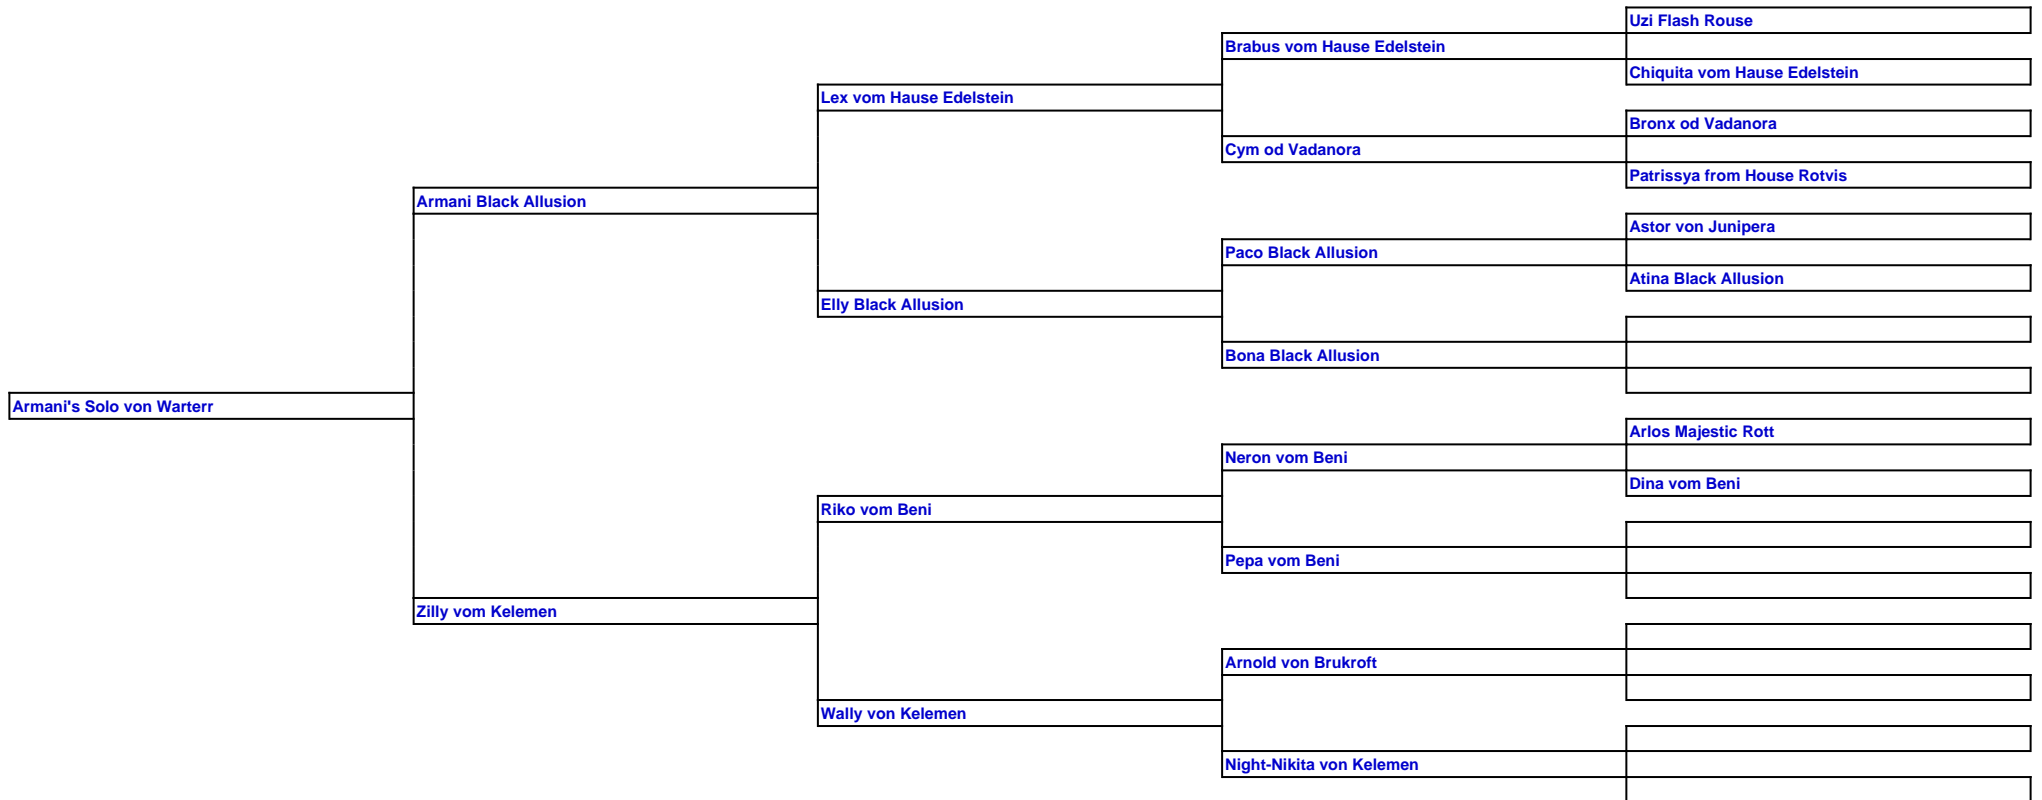 Uzi Flash Rouse
Brabus vom Hause Edelstein
Chiquita vom Hause Edelstein
Lex vom Hause Edelstein
Bronx od Vadanora
Cym od Vadanora
Patrissya from House Rotvis
Armani Black Allusion
Astor von Junipera
Paco Black Allusion
Atina Black Allusion
Elly Black Allusion
Bona Black Allusion
Armani's Solo von Warterr
Arlos Majestic Rott
Neron vom Beni
Dina vom Beni
Riko vom Beni
Pepa vom Beni
Zilly vom Kelemen
Arnold von Brukroft
Wally von Kelemen
Night-Nikita von Kelemen